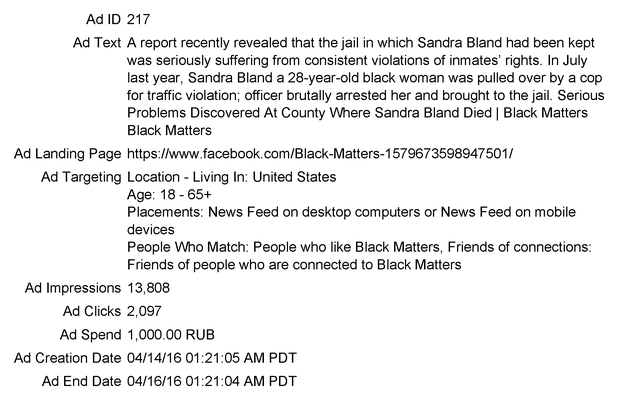 Ad ID 217
Ad Text A report recently revealed that the jail in which Sandra Bland had been kept
was seriously suffering from consistent violations of inmates' rights. In July
last year, Sandra Bland a 28-year-old black woman was pulled over by a cop
for traffic violation; officer brutally arrested her and brought to the jail. Serious
Problems Discovered At County Where Sandra Bland Died | Black Matters
Black Matters
Ad Landing Page https://www.facebook.com/Black-Matters-1579673598947501/
Ad Targeting Location - Living In: United States
Age: 18 - 65+
Placements: News Feed on desktop computers or News Feed on mobile
devices
People Who Match: People who like Black Matters, Friends of connections:
Friends of people who are connected to Black Matters
Ad Impressions 13,808
Ad Clicks 2,097
Ad Spend 1,000.00 RUB
Ad Creation Date 04/14/16 01:21:05 AM PDT
Ad End Date 04/16/16 01:21:04 AM PDT